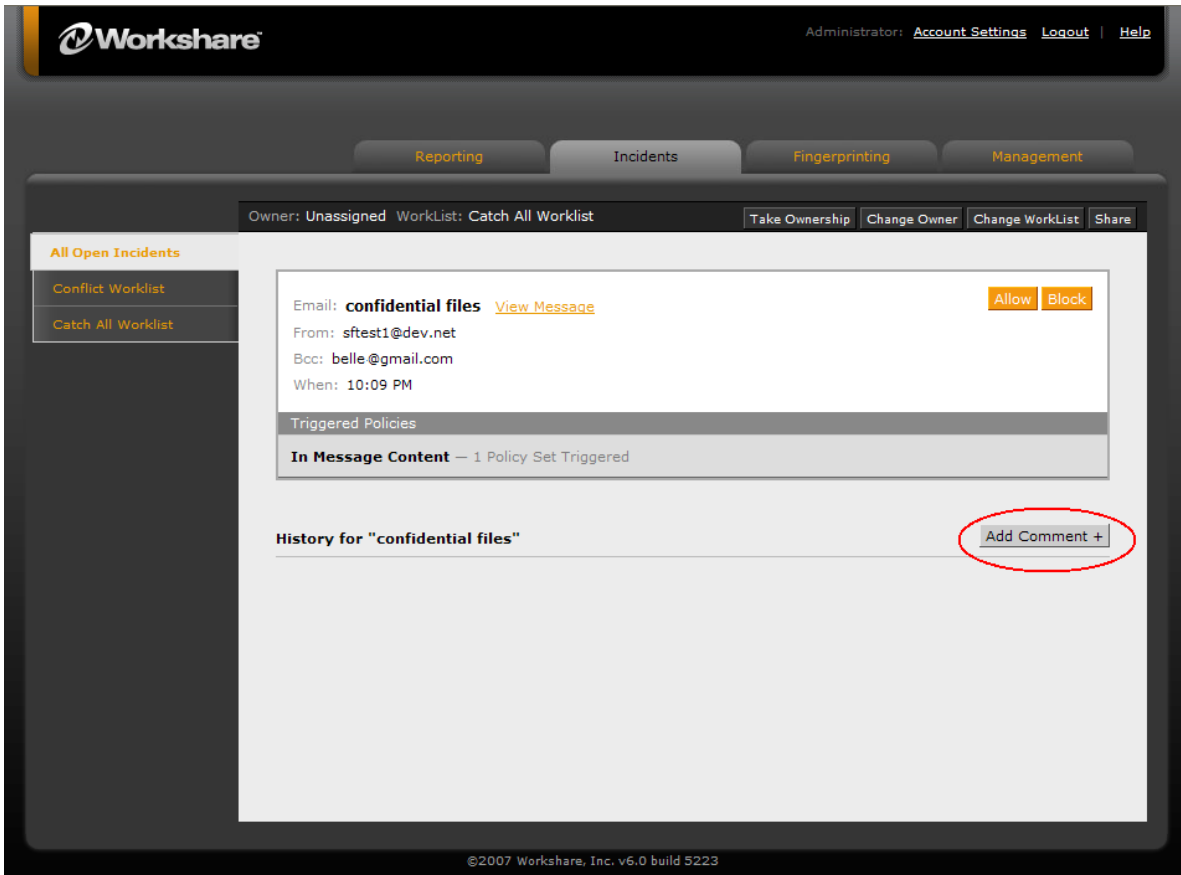 Workshare™
Administrator: Account Settings Logout | Help
Reporting Incidents Fingerprinting Management
Owner: Unassigned WorkList: Catch All Worklist Take Ownership Change Owner Change WorkList Share
All Open Incidents
Conflict Worklist
Catch All Worklist
Email: confidential files View Message Allow Block
From: sftest1@dev.net
Bcc: belle@gmail.com
When: 10:09 PM
Triggered Policies
In Message Content — 1 Policy Set Triggered
History for "confidential files" Add Comment +
©2007 Workshare, Inc. v6.0 build 5223